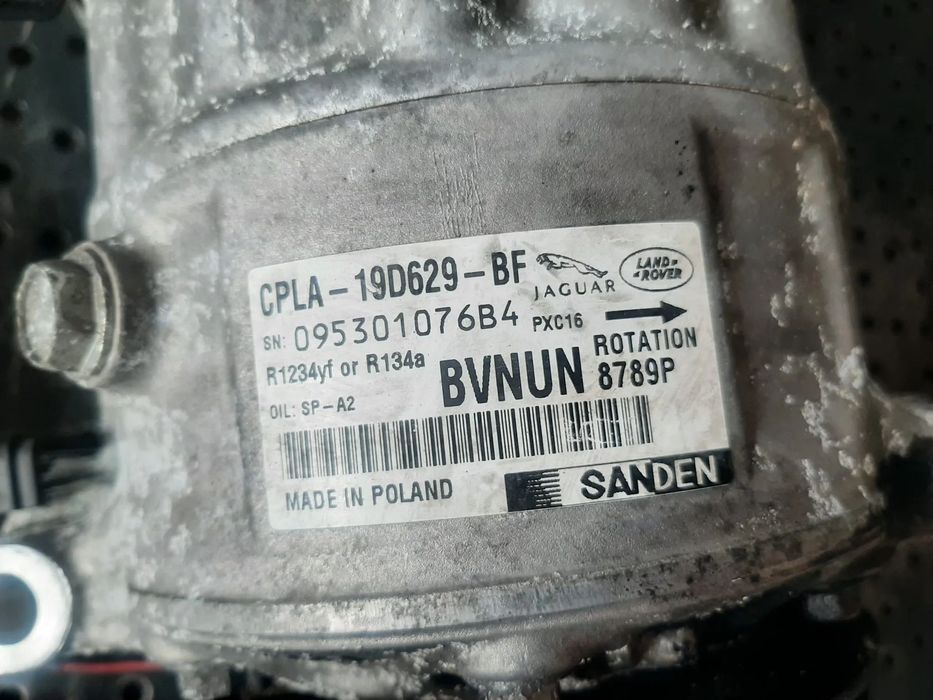 CPLA-19D629-BF
JAGUAR
LAND-
-ROVER
SN: 095301076B4
PXC16
ROTATION
R1234yf or R134a
BVNUN 8789P
OIL: SP-A2
MADE IN POLAND
SANDEN